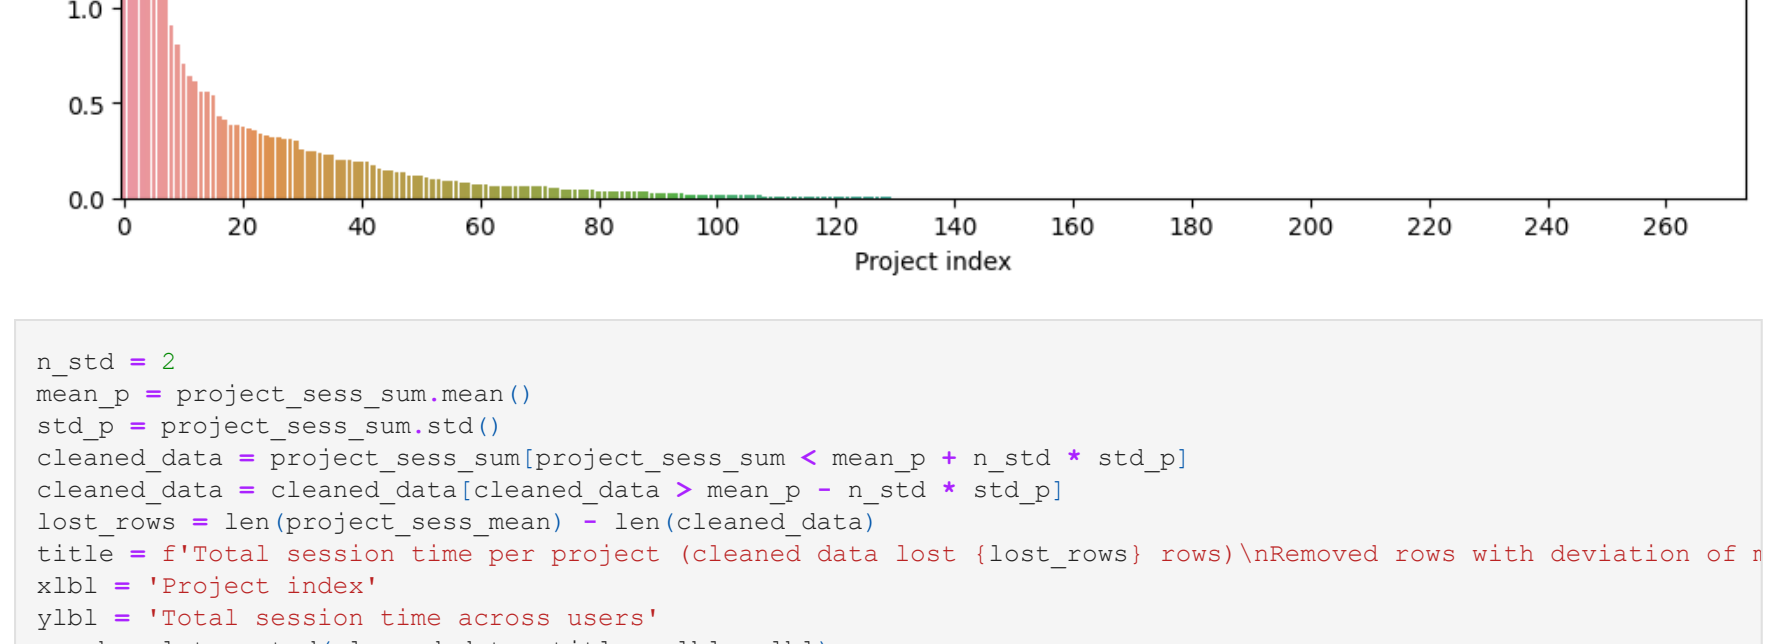 1.0
0.5
0.0
0 20 40 60 80 100 120 140 160 180 200 220 240 260
Project index
n_std = 2
mean_p = project_sess_sum.mean()
std_p = project_sess_sum.std()
cleaned_data = project_sess_sum[project_sess_sum < mean_p + n_std * std_p]
cleaned_data = cleaned_data[cleaned_data > mean_p - n_std * std_p]
lost_rows = len(project_sess_mean) - len(cleaned_data)
title = f'Total session time per project (cleaned data lost {lost_rows} rows)\nRemoved rows with deviation of
xlbl = 'Project index'
ylbl = 'Total session time across users'